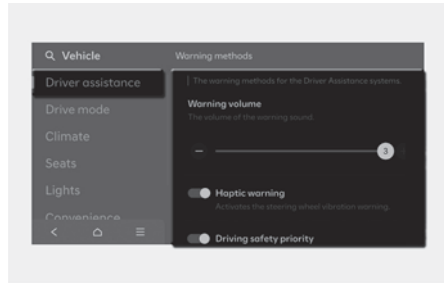 Vehicle
Warning methods
Driver assistance
The warning methods for the Driver Assistance systems.
Drive mode
Warning volume
The volume of the warning sound.
Climate
3
Seats
Haptic warning
Lights
Activates the steering wheel vibration warning.
Convenience
Driving safety priority